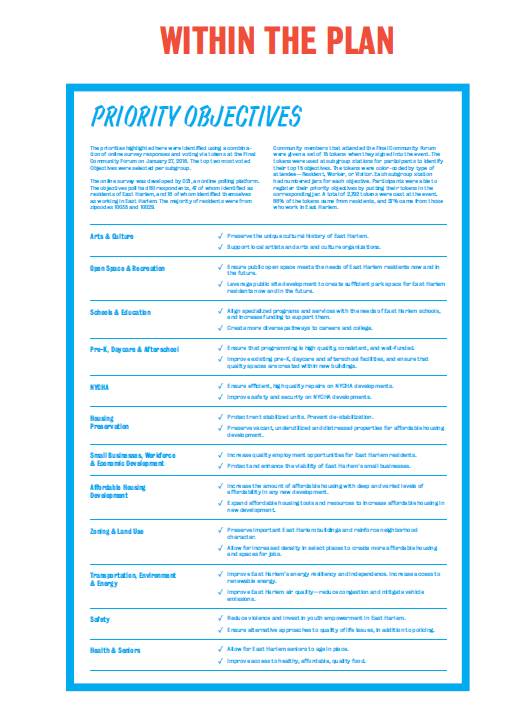 WITHIN THE PLAN
PRIORITY OBJECTIVES
The priorities highlighted here were identified using a combina-
tion of online survey responses and voting via tokens at the Final
Community Forum on January 27, 2016. The top two most voted
Objectives were selected per subgroup.
The online survey was developed by D21, an online polling platform.
The objectives polled 60 respondents, 47 of whom identified as
residents of East Harlem, and 16 of whom identified themselves
as working in East Harlem. The majority of residents were from
zipcodes 10035 and 10029.
Community members that attended the Final Community Forum
were given a set of 15 tokens when they signed into the event. The
tokens were used at subgroup stations for participants to identify
their top 15 objectives. The tokens were color-coded by type of
attendee—Resident, Worker, or Visitor. Each subgroup station
had numbered jars for each objective. Participants were able to
register their priority objectives by putting their tokens in the
corresponding jar. A total of 2,192 tokens were cast at the event.
of the tokens came from residents, and of the came from those
who work in East Harlem.
Arts & Culture
✓ Preserve the unique cultural history of East Harlem.
✓ Support local artists and arts and culture organizations.
Open Space & Recreation
✓ Ensure public open space meets the needs of East Harlem residents now and in
the future.
✓ Leverage public site development to create sufficient park space for East Harlem
residents now and in the future.
Schools & Education
✓ Align specialized programs and services with the needs of East Harlem schools,
and increase funding to support them.
✓ Create more diverse pathways to careers and college.
Pre-K, Daycare & Afterschool
✓ Ensure that programming is high quality, consistent, and well-funded.
✓ Improve existing pre-K, daycare and afterschool facilities, and ensure that
quality spaces are created within new buildings.
NYCHA
✓ Ensure efficient, high quality repairs on NYCHA developments.
✓ Improve safety and security on NYCHA developments.
Housing
Preservation
✓ Protect rent stabilized units. Prevent de-stabilization.
✓ Preserve vacant, underutilized and distressed properties for affordable housing
development.
Small Businesses, Workforce
& Economic Development
✓ Increase quality employment opportunities for East Harlem residents.
✓ Protect and enhance the viability of East Harlem's small businesses.
Affordable Housing
Development
✓ Increase the amount of affordable housing with deep and varied levels of
affordability in any new development.
✓ Expand affordable housing tools and resources to increase affordable housing in
new development.
Zoning & Land Use
✓ Preserve important East Harlem buildings and reinforce neighborhood
character.
✓ Allow for increased density in select places to create more affordable housing
and spaces for jobs.
Transportation, Environment
& Energy
✓ Improve East Harlem's energy resiliency and independence. Increase access to
renewable energy.
✓ Improve East Harlem air quality—reduce congestion and mitigate vehicle
emissions.
Safety
✓ Reduce violence and invest in youth empowerment in East Harlem.
✓ Ensure alternative approaches to quality of life issues, in addition to policing.
Health & Seniors
✓ Allow for East Harlem seniors to age in place.
✓ Improve access to healthy, affordable, quality food.